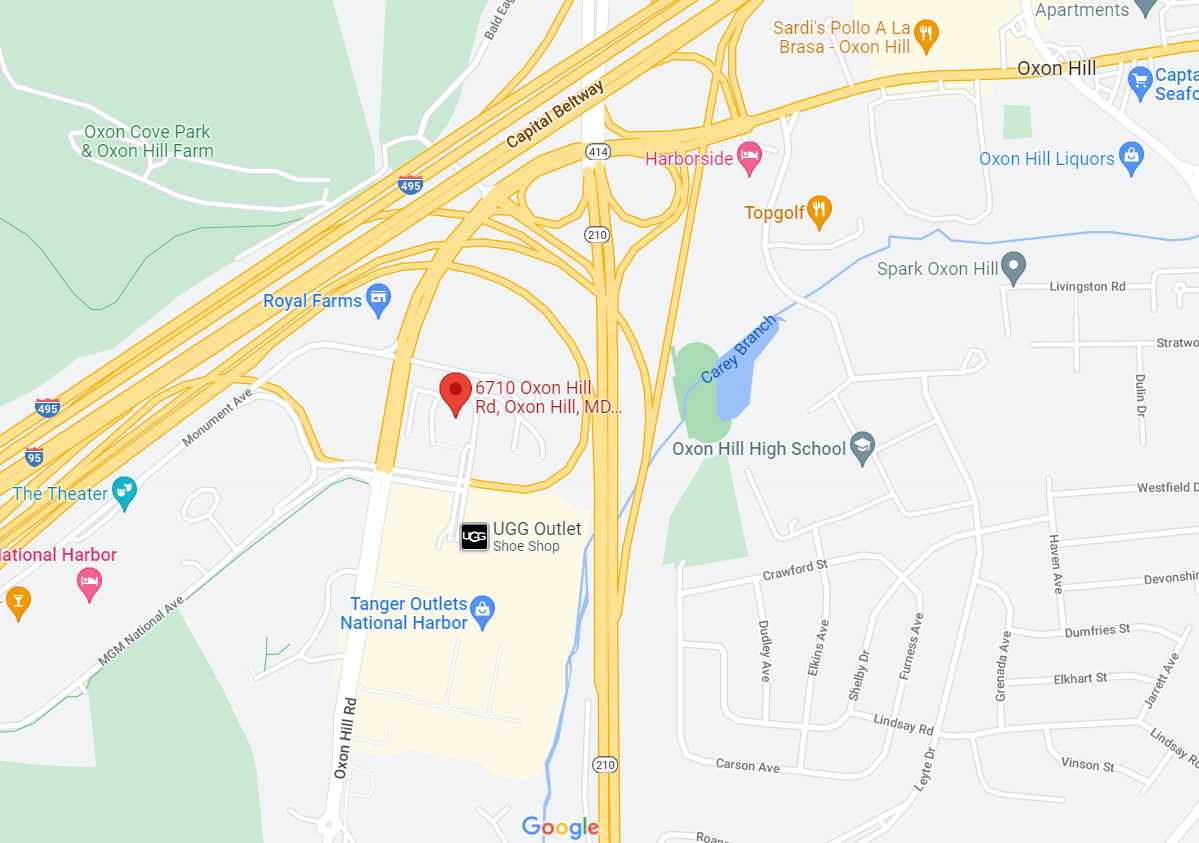 Bald Eag
Apartments
Sardi's Pollo A La
Brasa - Oxon Hill
Oxon Hill
Capta
Seafo
Capital Beltway
Oxon Cove Park
& Oxon Hill Farm
414
Harborside
Oxon Hill Liquors
495
Topgolf
210
Spark Oxon Hill
Livingston Rd
Royal Farms
Carey Branch
Stratwo
6710 Oxon Hill
Rd, Oxon Hill, MD...
Dulin Dr
495
Monument Ave
95
Oxon Hill High School
The Theater
Westfield D
UGG
UGG Outlet
Shoe Shop
Haven Ave
National Harbor
Crawford St
Devonshir
Tanger Outlets
National Harbor
MGM National Ave
Dudley Ave
Elkins Ave
Shelby Dr
Furness Ave
Grenada Ave
Dumfries St
Elkhart St
Jarrett Ave
Oxon Hill Rd
Lindsay Rd
Lindsay Rd
210
Carson Ave
Leyte Dr
Vinson St
Google
Roan